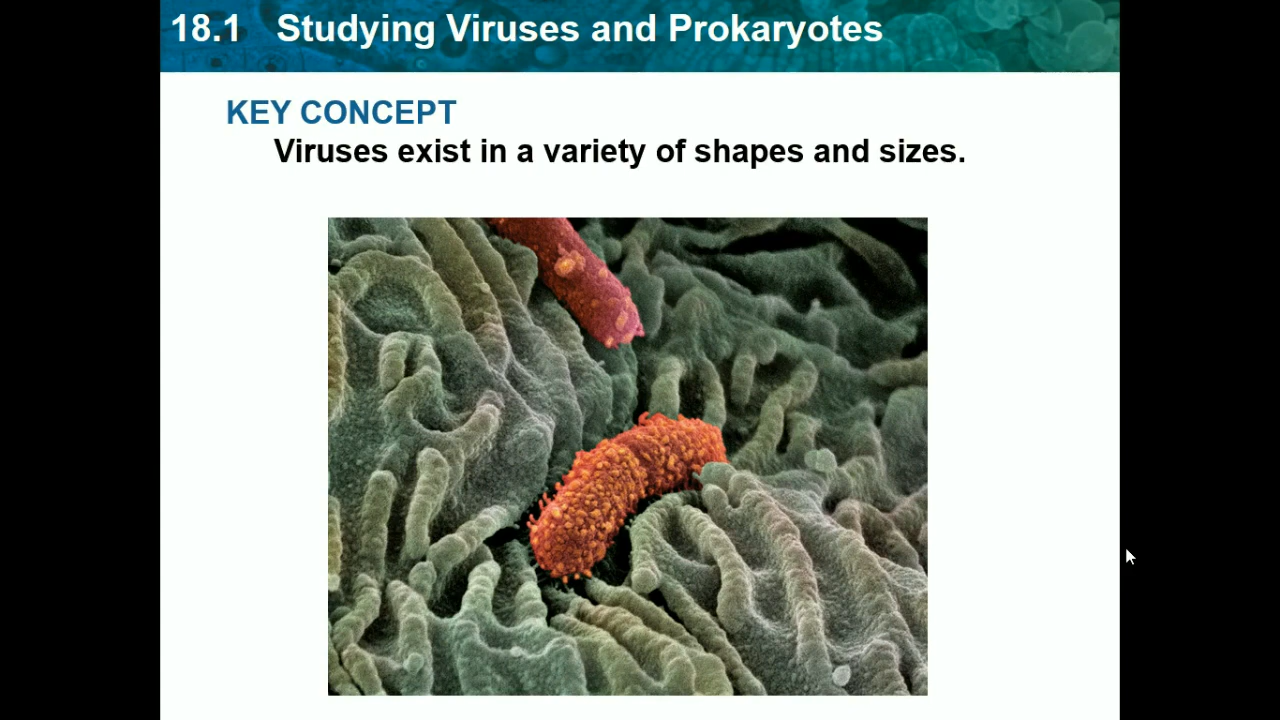 18.1 Studying Viruses and Prokaryotes
KEY CONCEPT
Viruses exist in a variety of shapes and sizes.